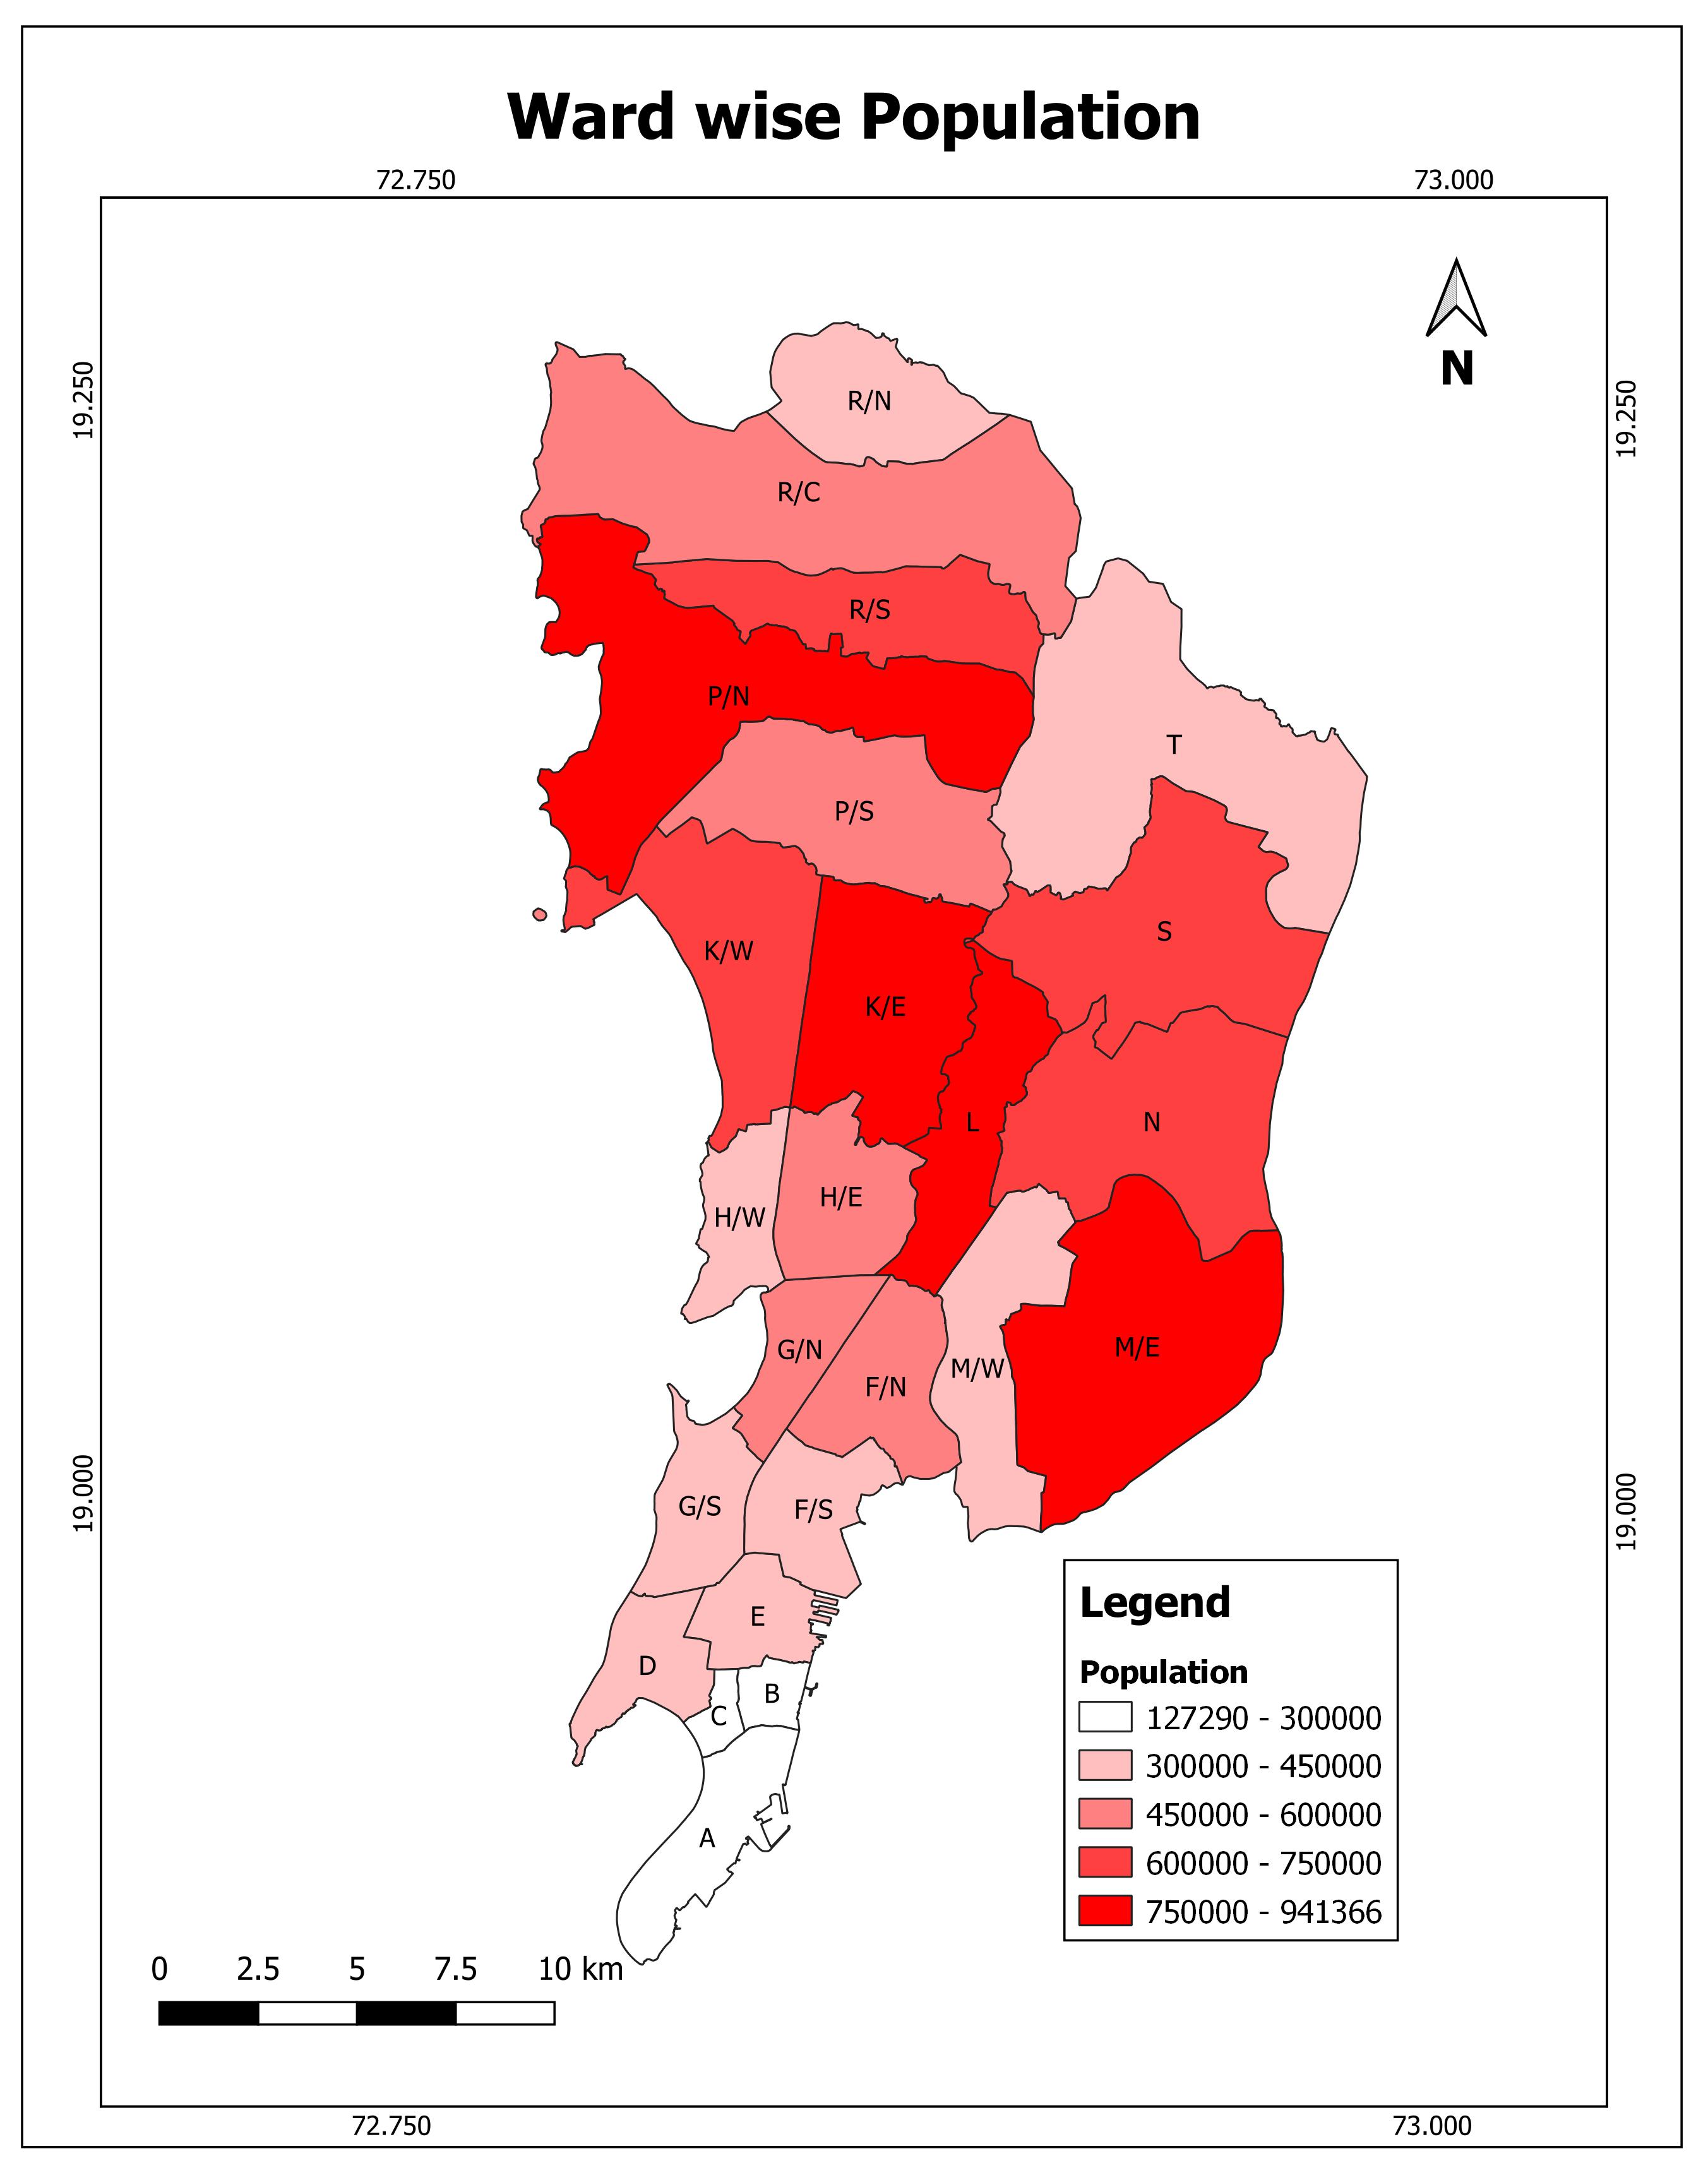 Ward wise Population
72.750 73.000
19.250 19.250
R/N
R/C
R/S
P/N
T
P/S
S
K/W
K/E
L
N
H/E
H/W
G/N
M/E
M/W
F/N
G/S
F/S
19.000 19.000
E
D
B
C
A
Legend
Population
127290 - 300000
300000 - 450000
450000 - 600000
600000 - 750000
750000 - 941366
N
0 2.5 5 7.5 10 km
72.750 73.000